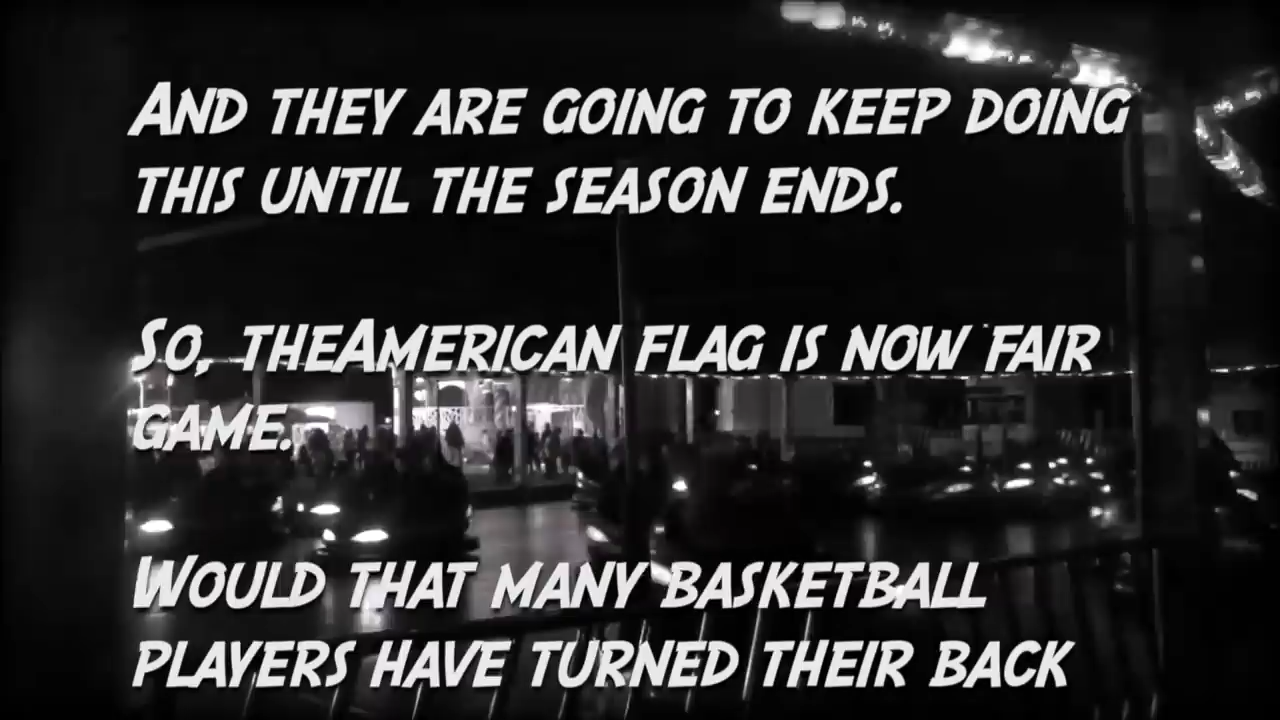 And they are going to keep doing
this until the season ends.
So, theAmerican flag is now fair
game.
Would that many basketball
players have turned their back